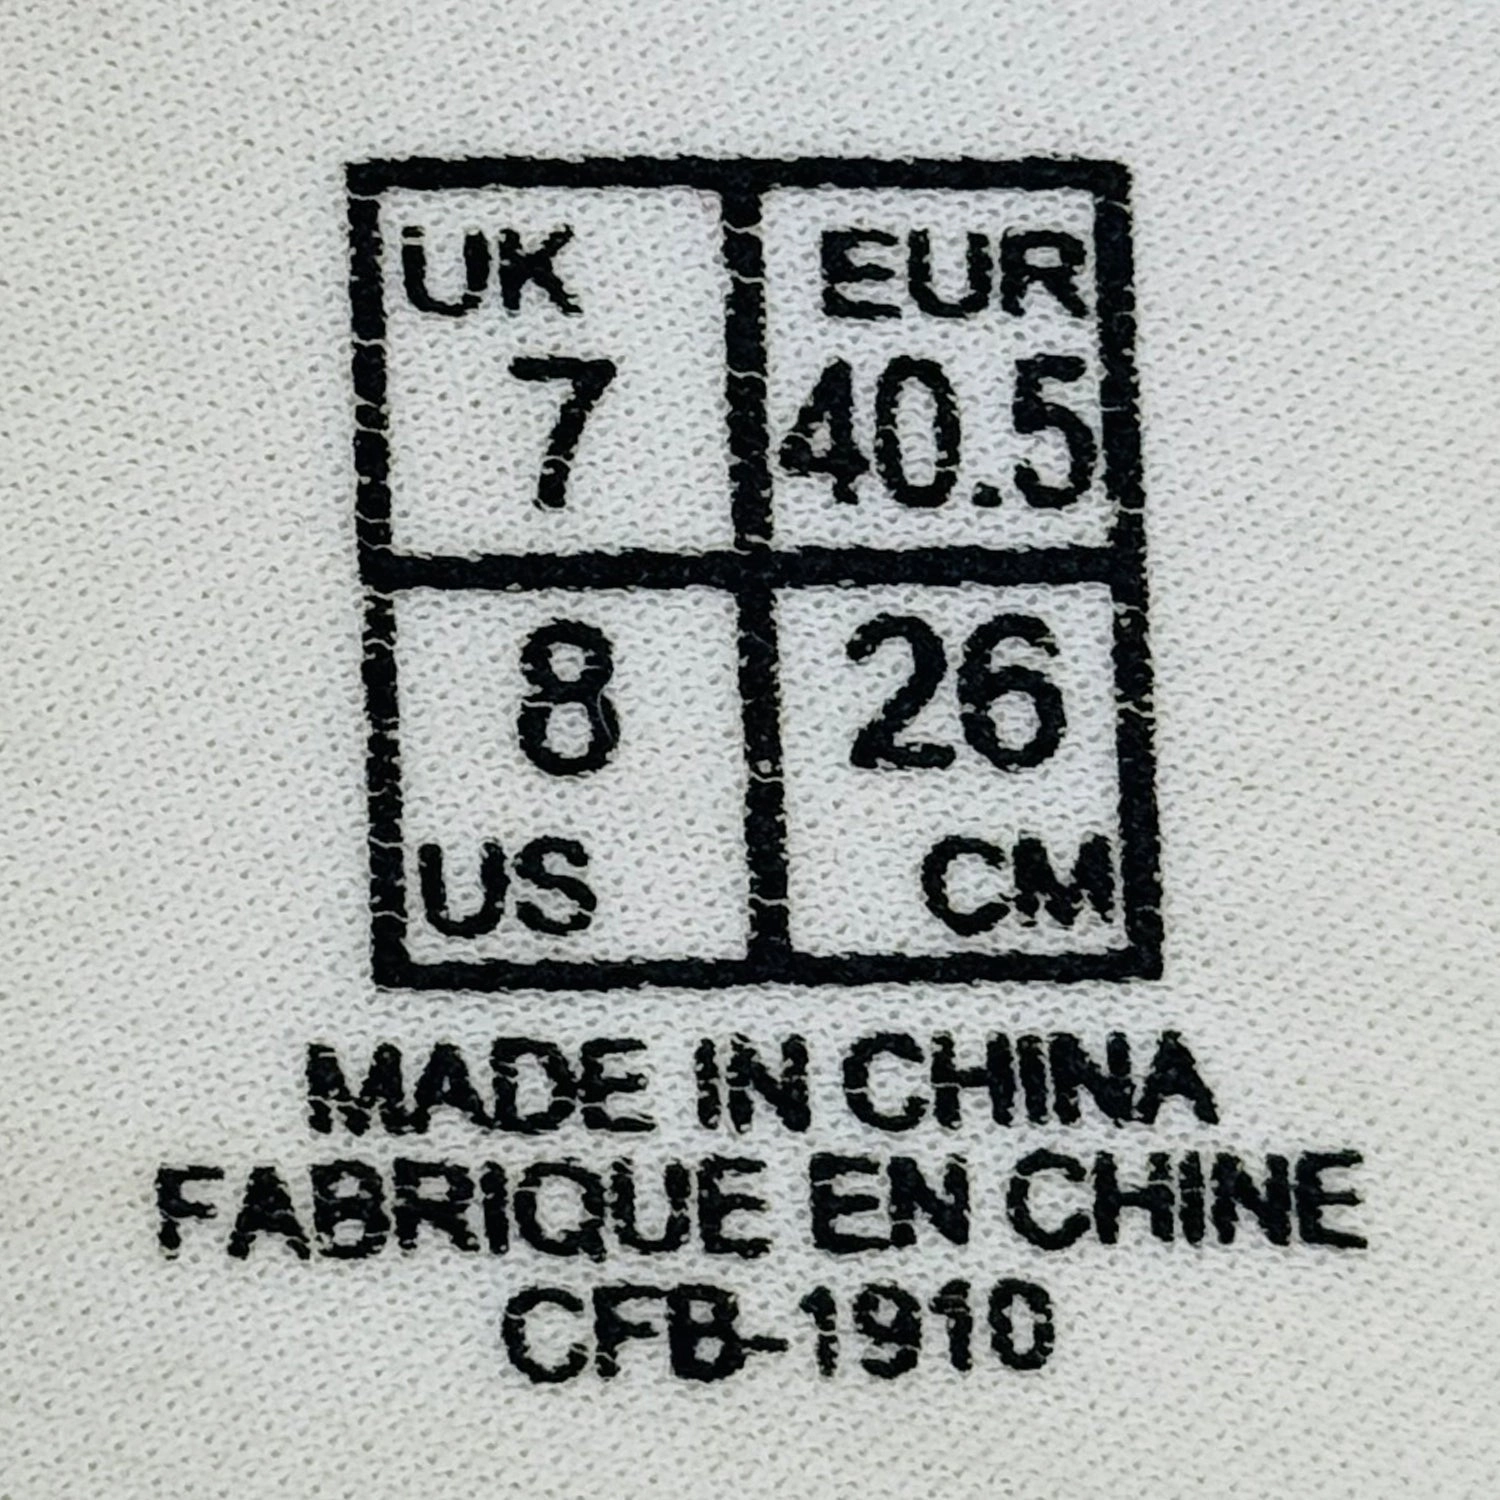 UK EUR
7 40.5
8 26
US CM
MADE IN CHINA
FABRIQUE EN CHINE
CFB-1910